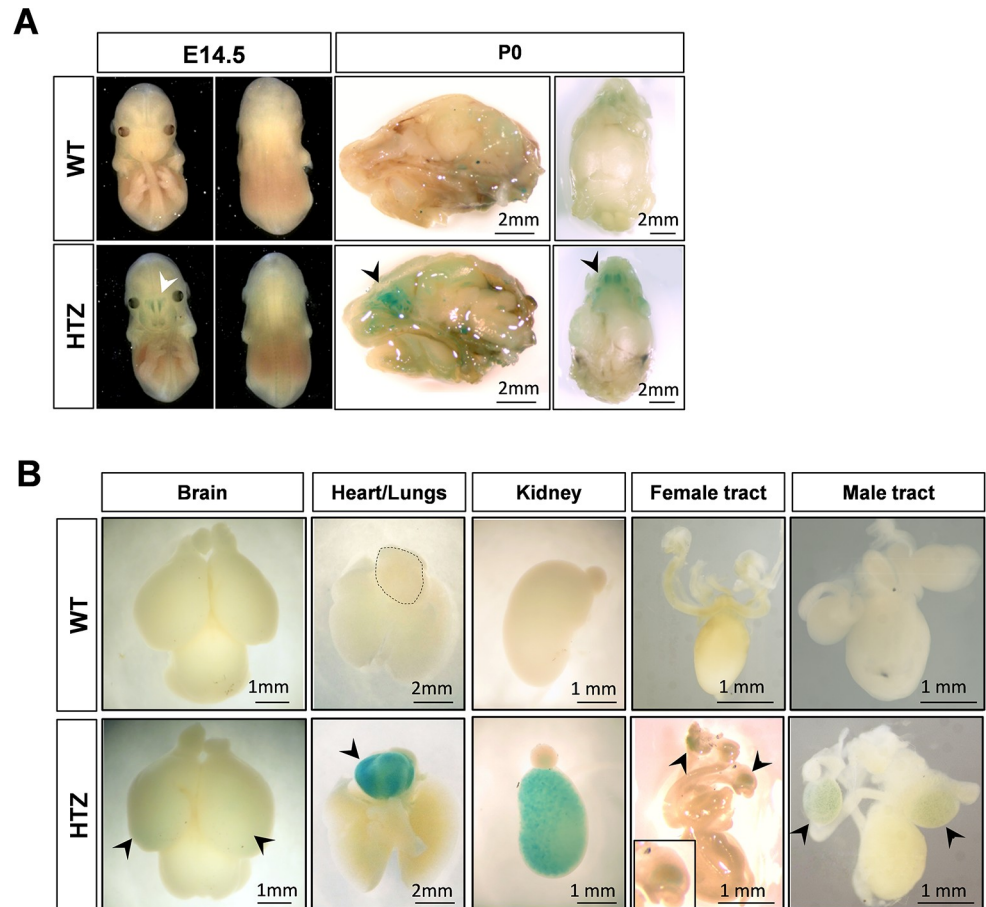 A
E14.5 P0
WT
2mm 2mm
HTZ
2mm 2mm
B
Brain Heart/Lungs Kidney Female tract Male tract
WT
1mm 2mm 1 mm 1 mm 1 mm
HTZ
1mm 2mm 1 mm 1 mm 1 mm